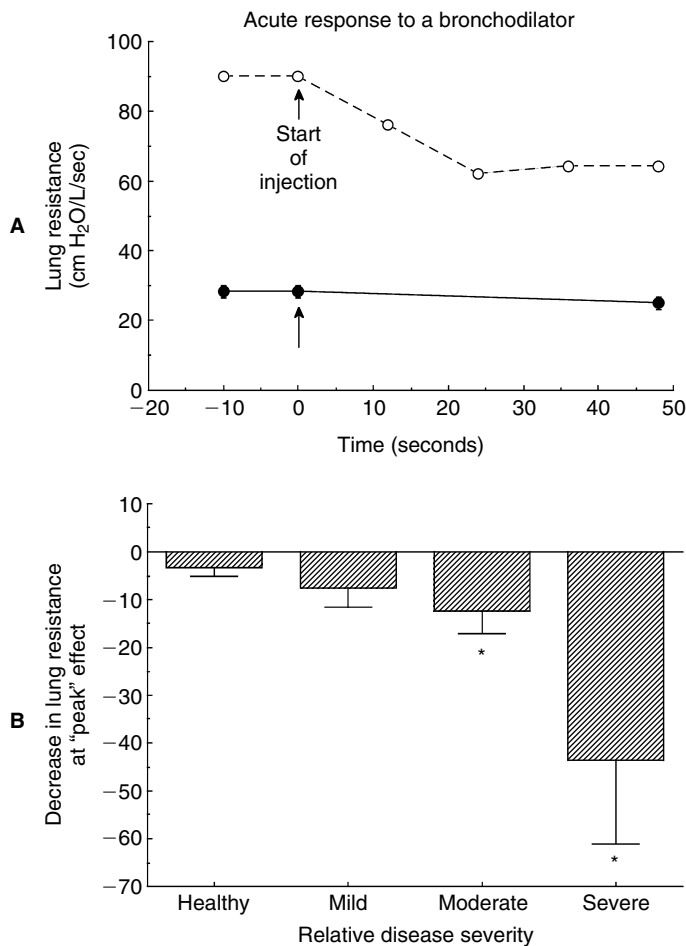 Acute response to a bronchodilator
A
Lung resistance
(cm H₂O/L/sec)
100
80
60
40
20
0
Start
of
injection
−20 −10 0 10 20 30 40 50
Time (seconds)
B
Decrease in lung resistance
at "peak" effect
10
0
−10
−20
−30
−40
−50
−60
−70
*
*
Healthy Mild Moderate Severe
Relative disease severity